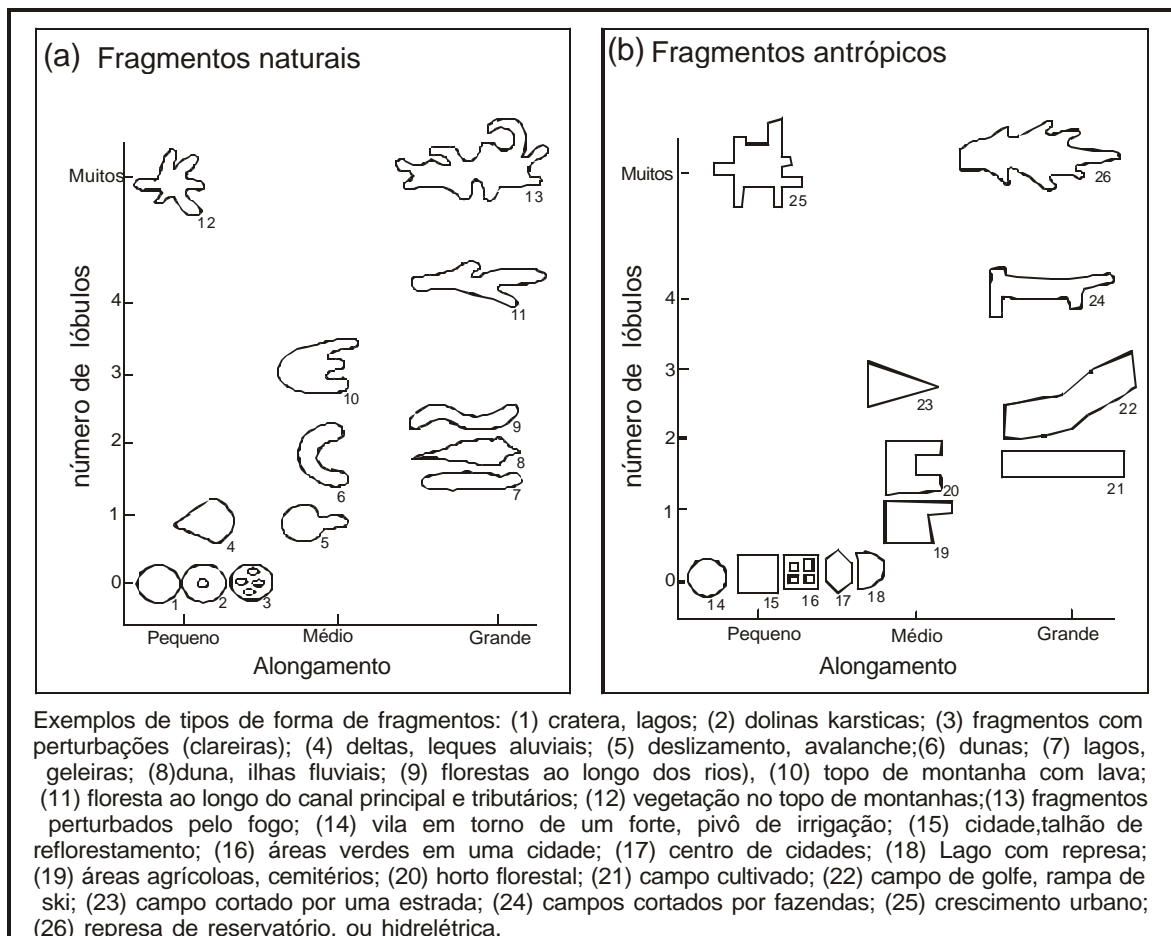 (a) Fragmentos naturais
Muitos
4
3
2
1
0
número de lóbulos
12
13
11
10
9
8
7
6
5
4
3
2
1
Pequeno Médio Grande
Alongamento
(b) Fragmentos antrópicos
Muitos
4
3
2
1
0
número de lóbulos
25
26
24
23
22
21
20
19
14 15 16 17 18
Pequeno Médio Grande
Alongamento
Exemplos de tipos de forma de fragmentos: (1) cratera, lagos; (2) dolinas karsticas; (3) fragmentos com
perturbações (clareiras); (4) deltas, leques aluviais; (5) deslizamento, avalanche;(6) dunas; (7) lagos,
geleiras; (8)duna, ilhas fluviais; (9) florestas ao longo dos rios), (10) topo de montanha com lava;
(11) floresta ao longo do canal principal e tributários; (12) vegetação no topo de montanhas;(13) fragmentos
perturbados pelo fogo; (14) vila em torno de um forte, pivô de irrigação; (15) cidade,talhão de
reflorestamento; (16) áreas verdes em uma cidade; (17) centro de cidades; (18) Lago com represa;
(19) áreas agrícoloas, cemitérios; (20) horto florestal; (21) campo cultivado; (22) campo de golfe, rampa de
ski; (23) campo cortado por uma estrada; (24) campos cortados por fazendas; (25) crescimento urbano;
(26) represa de reservatório, ou hidrelétrica.